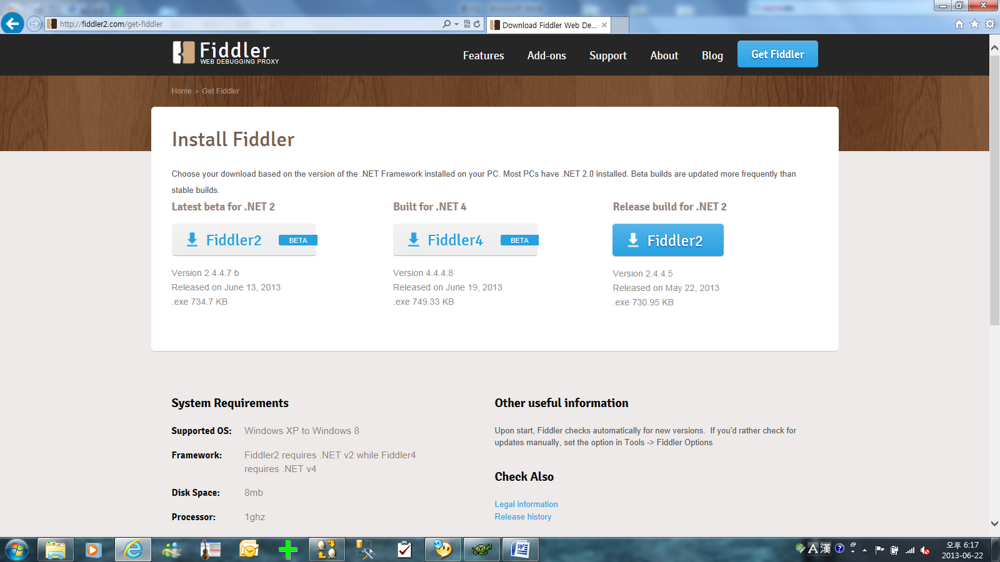 http://fiddler2.com/get-fiddler
Download Fiddler Web De...
Fiddler
WEB DEBUGGING PROXY
Features
Add-ons
Support
About
Blog
Get Fiddler
Home > Get Fiddler
Install Fiddler
Choose your download based on the version of the .NET Framework installed on your PC. Most PCs have .NET 2.0 installed. Beta builds are updated more frequently than
stable builds.
Latest beta for .NET 2
Fiddler2
BETA
Version 2.4.4.7 b
Released on June 13, 2013
.exe 734.7 KB
Built for .NET 4
Fiddler4
BETA
Version 4.4.4.8
Released on June 19, 2013
.exe 749.33 KB
Release build for .NET 2
Fiddler2
Version 2.4.4.5
Released on May 22, 2013
.exe 730.95 KB
System Requirements
Supported OS: Windows XP to Windows 8
Framework: Fiddler2 requires .NET v2 while Fiddler4
requires .NET v4
Disk Space: 8mb
Processor: 1ghz
Other useful information
Upon start, Fiddler checks automatically for new versions.  If you'd rather check for
updates manually, set the option in Tools -> Fiddler Options
Check Also
Legal information
Release history
A 漢
오후 6:17
2013-06-22